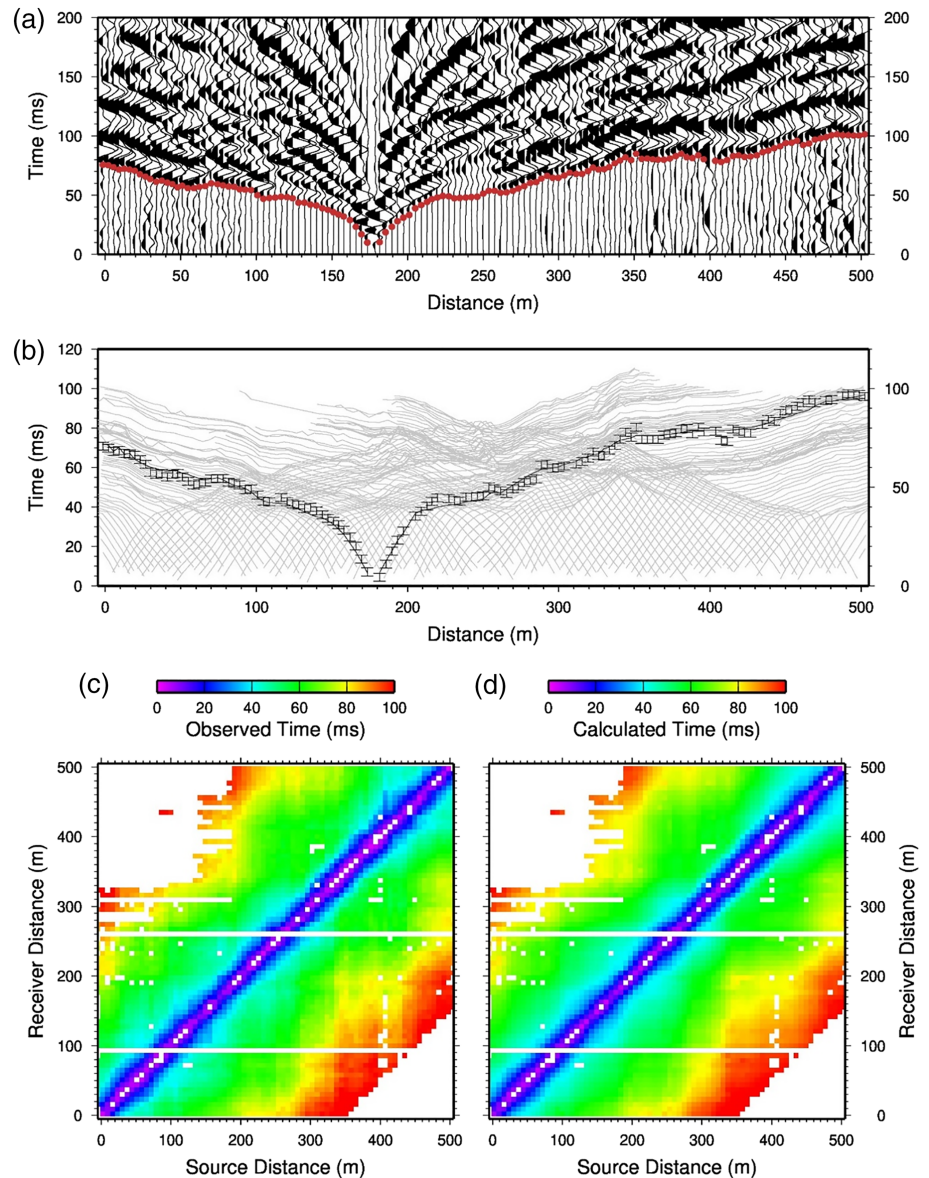 (a)
200
150
100
50
0
Time (ms)
200
150
100
50
0
0 50 100 150 200 250 300 350 400 450 500
Distance (m)
(b)
120
100
80
60
40
20
0
Time (ms)
100
50
0
0 100 200 300 400 500
Distance (m)
(c)
0 20 40 60 80 100
Observed Time (ms)
(d)
0 20 40 60 80 100
Calculated Time (ms)
500
400
300
200
100
0
Receiver Distance (m)
0 100 200 300 400 500
Source Distance (m)
0 100 200 300 400 500
Source Distance (m)
500
400
300
200
100
0
Receiver Distance (m)